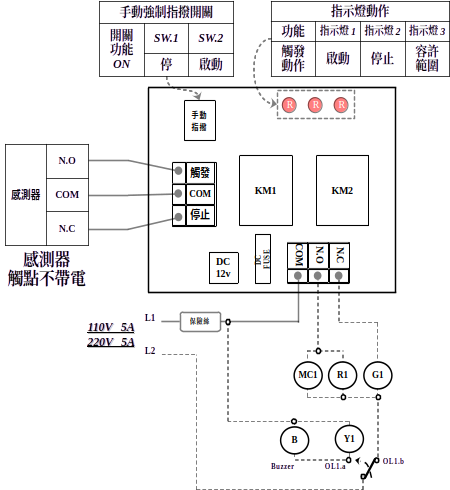 手動強制指撥開關
開關功能ON
SW.1
SW.2
停
啟動
指示燈動作
功能
指示燈 1
指示燈 2
指示燈 3
觸發動作
啟動
停止
容許範圍
手動
指撥
R
R
R
感測器
N.O
COM
N.C
感測器
觸點不帶電
觸發
COM
停止
KM1
KM2
DC
12v
DC
FUSE
COM
N.O
N.C
110V 5A
220V 5A
L1
保險絲
L2
MC1
R1
G1
B
Y1
Buzzer
OL1.a
OL1.b